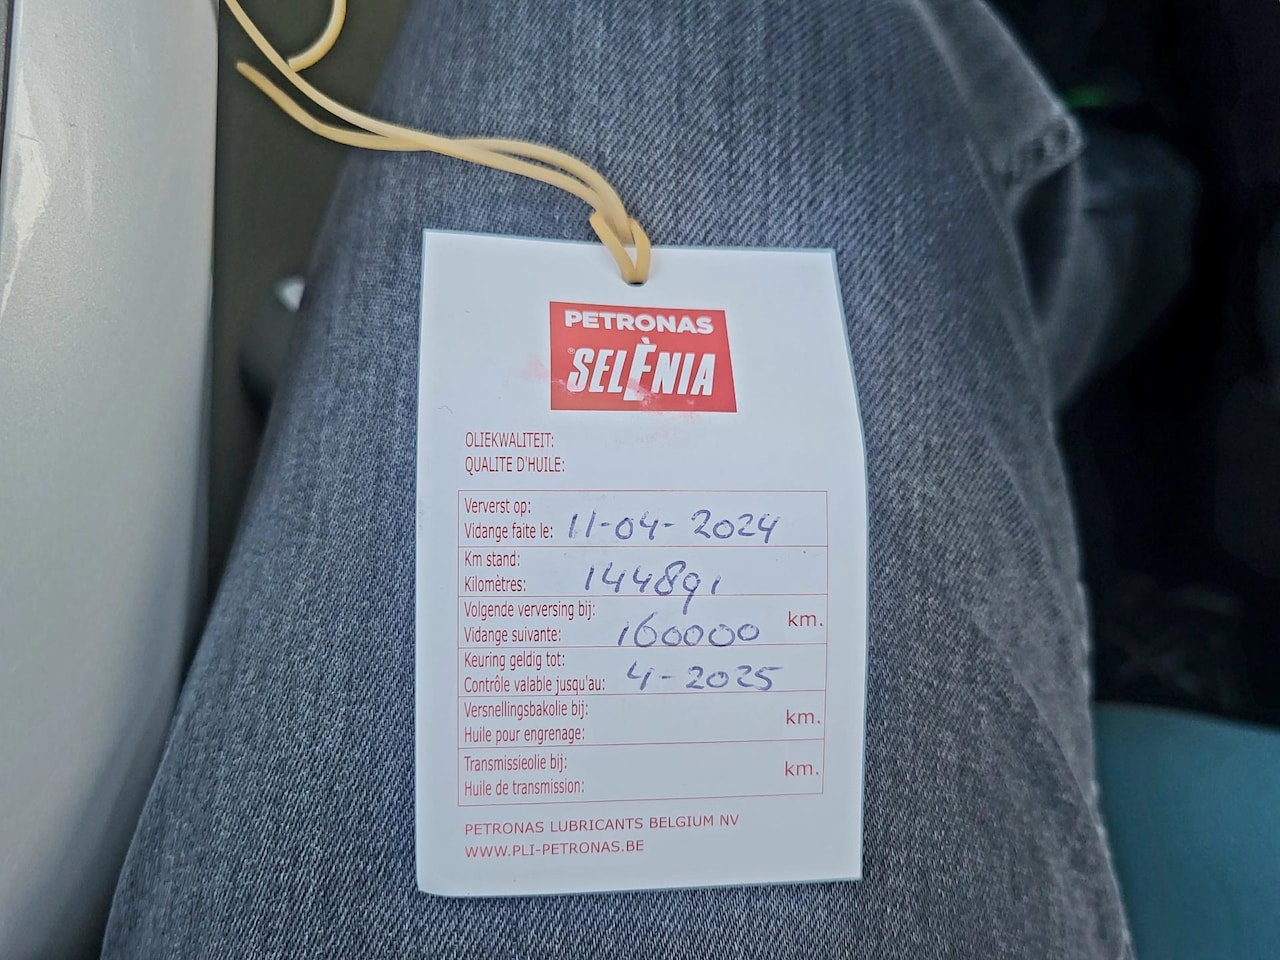 PETRONAS
®SELÈNIA
OLIEKWALITEIT:
QUALITE D'HUILE:
Ververst op:
Vidange faite le: 11-04-2024
Km stand:
Kilomètres: 144891
Volgende verversing bij:
Vidange suivante: 160000 km.
Keuring geldig tot:
Contrôle valable jusqu'au: 4-2025
Versnellingsbakolie bij:
Huile pour engrenage: km.
Transmissieolie bij:
Huile de transmission: km.
PETRONAS LUBRICANTS BELGIUM NV
WWW.PLI-PETRONAS.BE